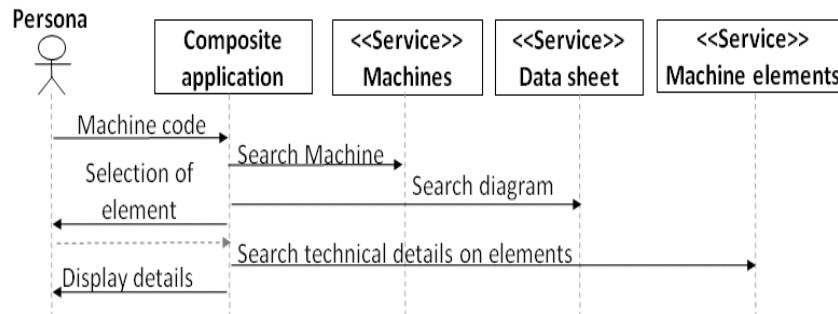 Persona
Composite
application
<<Service>>
Machines
<<Service>>
Data sheet
<<Service>>
Machine elements
Machine code
Search Machine
Selection of
element
Search diagram
Search technical details on elements
Display details